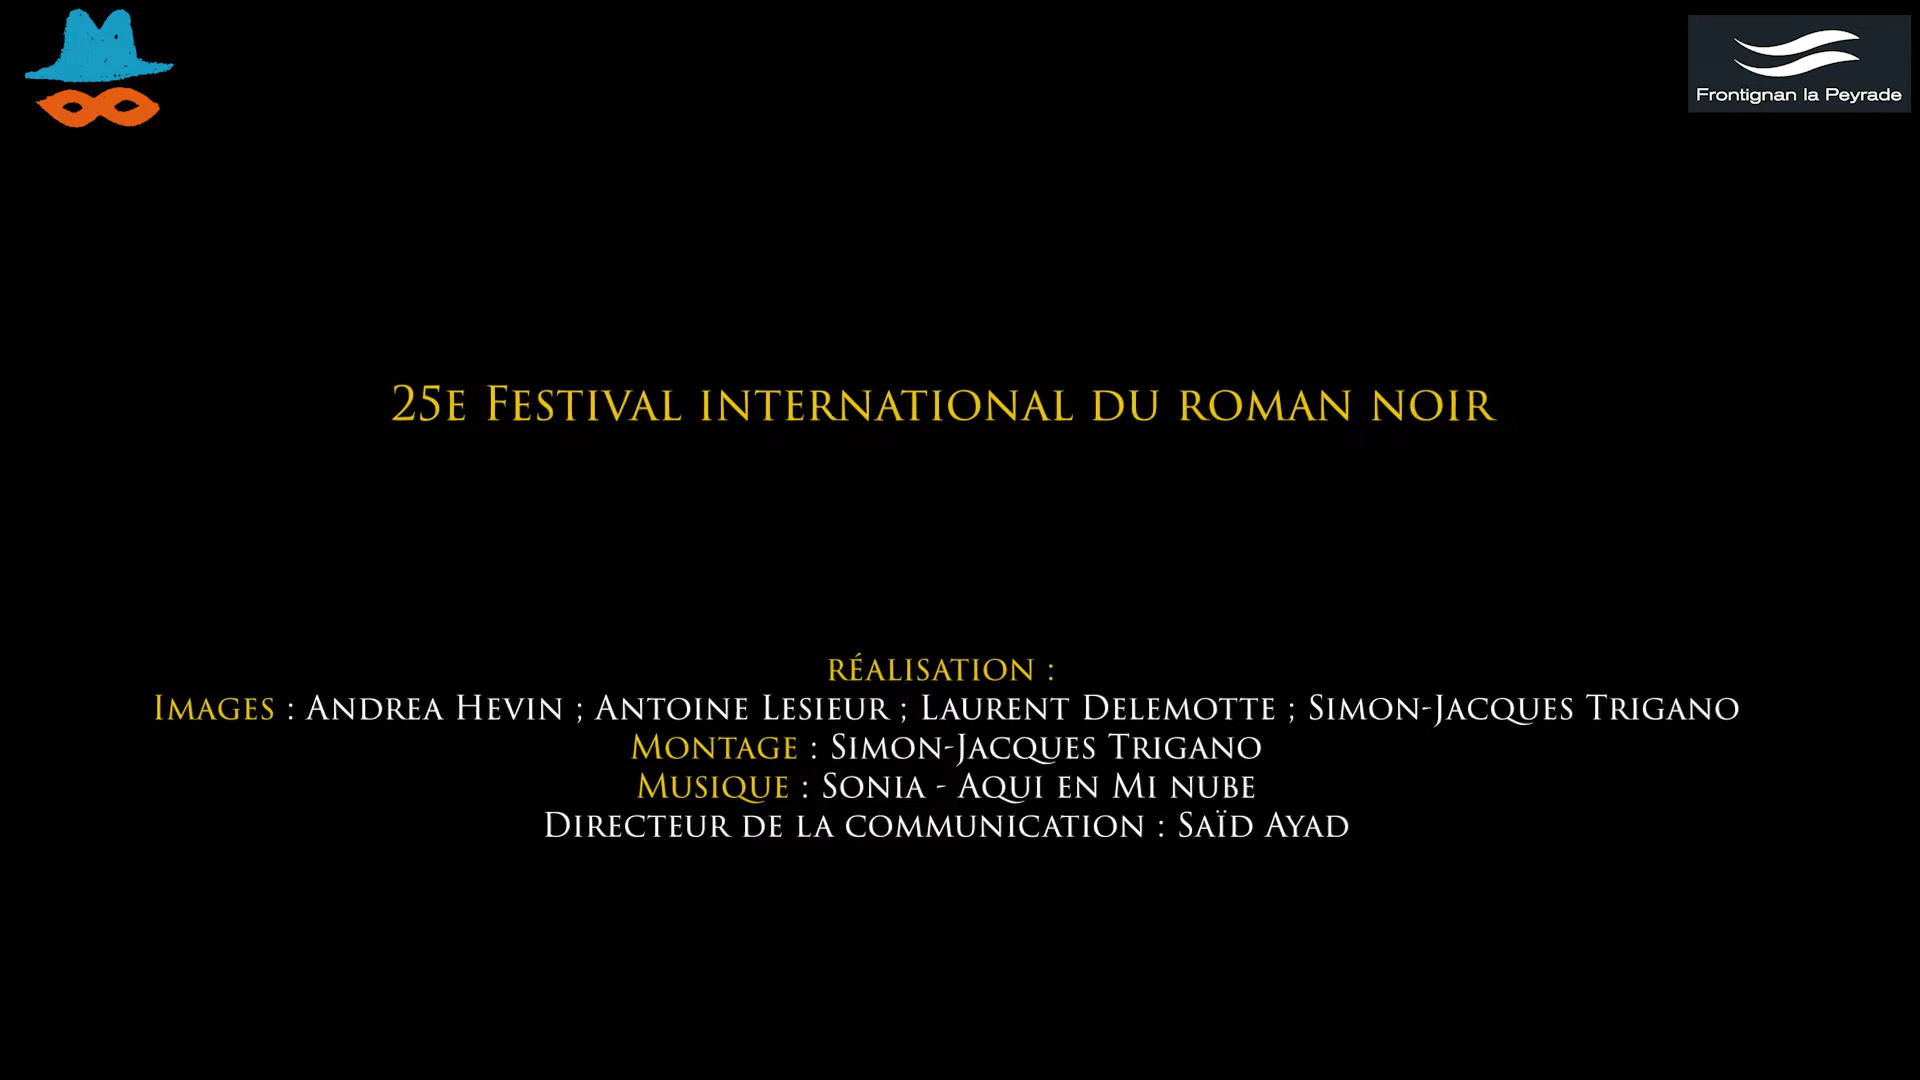 Frontignan la Peyrade
25e Festival international du roman noir
réalisation :
Images : Andrea Hevin ; Antoine Lesieur ; Laurent Delemotte ; Simon-Jacques Trigano
Montage : Simon-Jacques Trigano
Musique : Sonia - Aqui en Mi nube
Directeur de la communication : Saïd Ayad